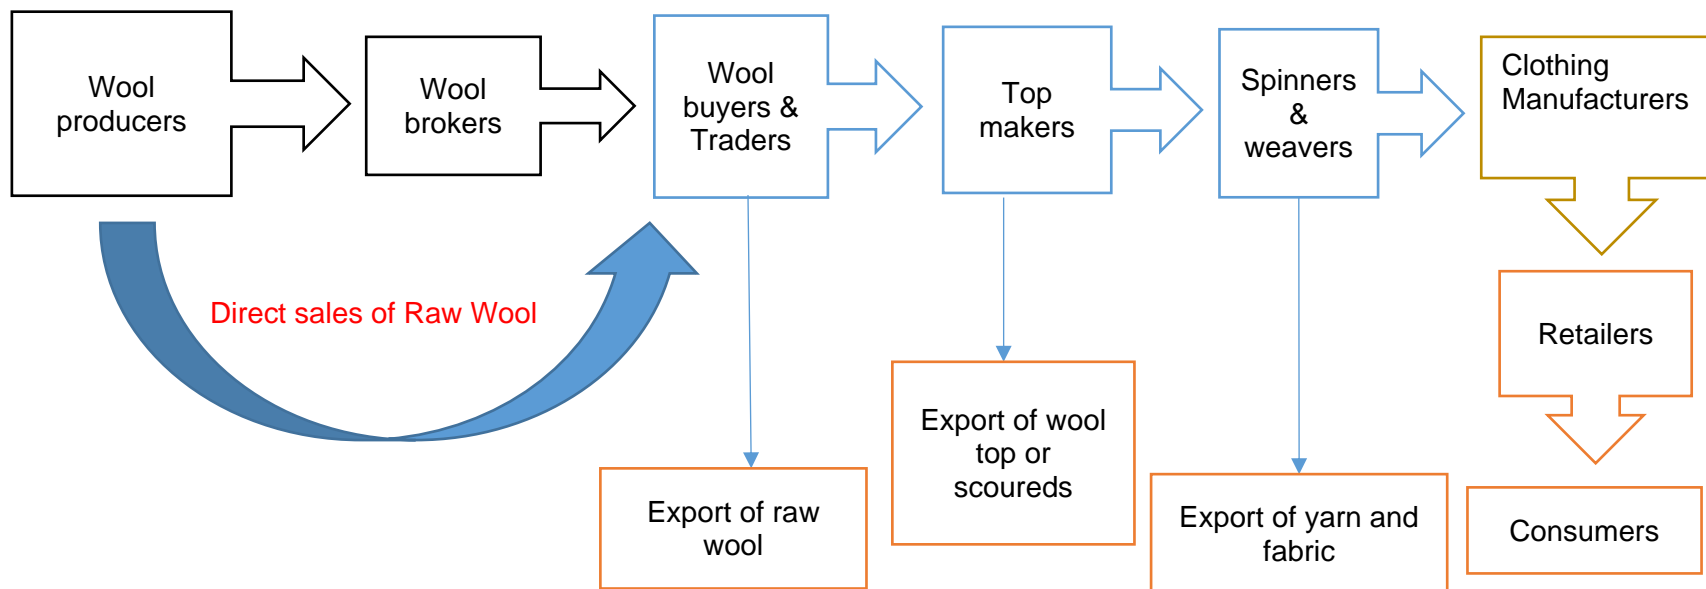 Wool
producers
Wool
brokers
Wool
buyers &
Traders
Top
makers
Spinners
&
weavers
Clothing
Manufacturers
Direct sales of Raw Wool
Retailers
Export of wool
top or
scoureds
Export of raw
wool
Export of yarn and
fabric
Consumers